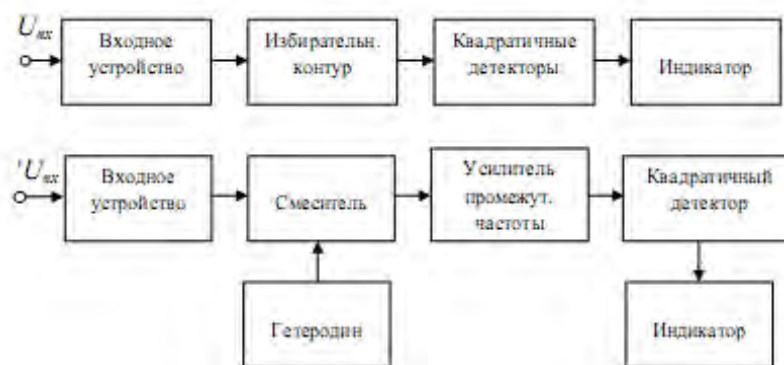 Uвх
Входное
устройство
Избирательн.
контур
Квадратичные
детекторы
Индикатор
'Uвх
Входное
устройство
Смеситель
Усилитель
промежут.
частоты
Квадратичный
детектор
Гетеродин
Индикатор